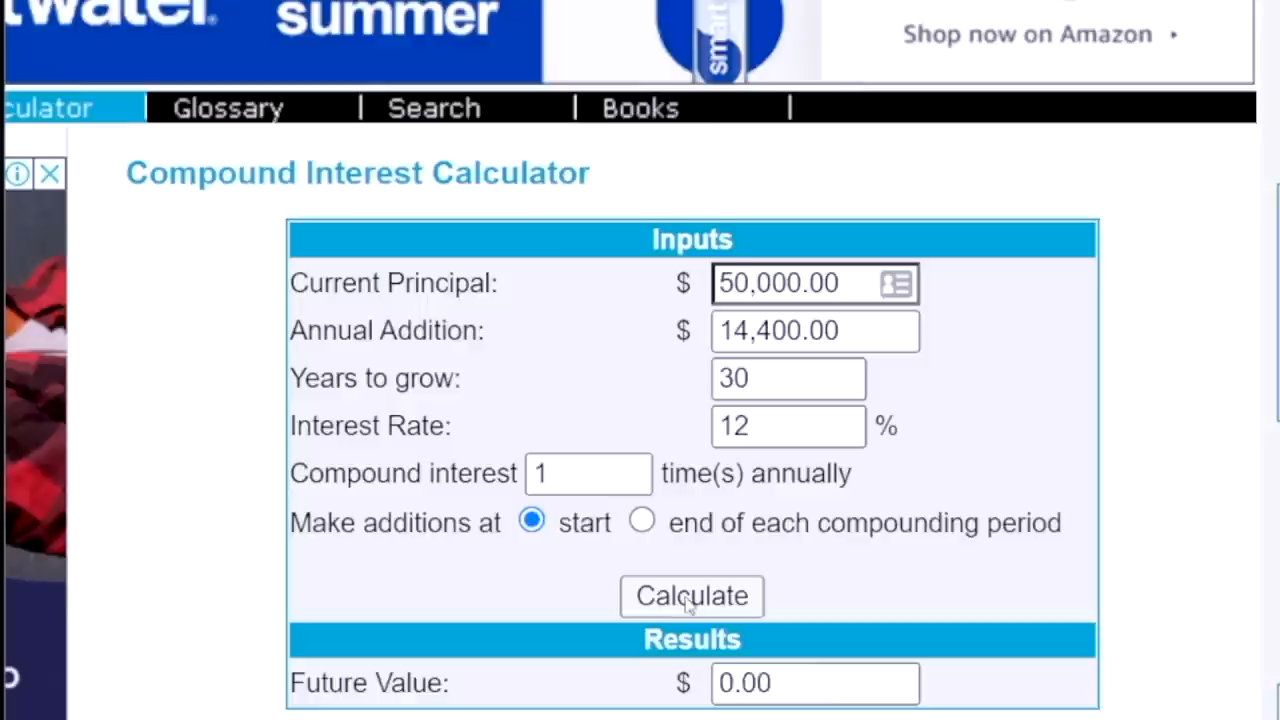 twater.
summer
smart
Shop now on Amazon
culator | Glossary | Search | Books |
Compound Interest Calculator
Inputs
Current Principal: $ 50,000.00
Annual Addition: $ 14,400.00
Years to grow: 30
Interest Rate: 12 %
Compound interest 1 time(s) annually
Make additions at start end of each compounding period
Calculate
Results
Future Value: $ 0.00